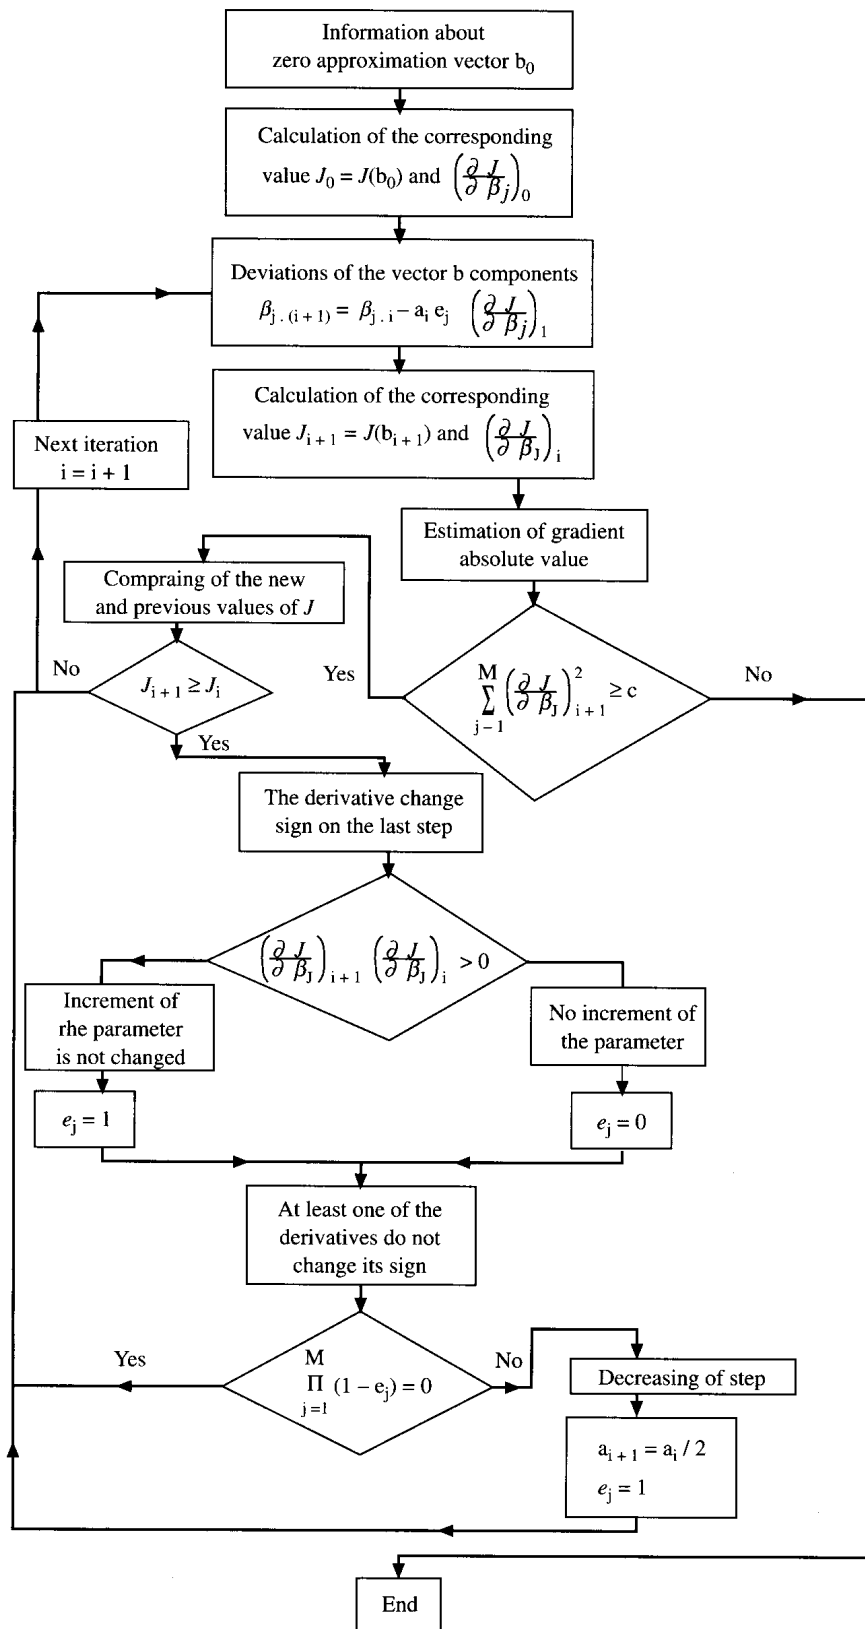 Information about
zero approximation vector b₀
Calculation of the corresponding
value J₀ = J(b₀) and (∂J/∂βⱼ)₀
Deviations of the vector b components
βⱼ . (ᵢ₊₁) = βⱼ . ᵢ – aᵢ eⱼ (∂J/∂βⱼ)₁
Calculation of the corresponding
value Jᵢ₊₁ = J(bᵢ₊₁) and (∂J/∂β_J)ᵢ
Next iteration
i = i + 1
Estimation of gradient
absolute value
Compraing of the new
and previous values of J
No
Jᵢ₊₁ ≥ Jᵢ
Yes
M
∑ (∂J/∂β_J)²ᵢ₊₁ ≥ c
j – 1
No
Yes
The derivative change
sign on the last step
(∂J/∂β_J)ᵢ₊₁ (∂J/∂β_J)ᵢ > 0
Increment of
rhe parameter
is not changed
No increment of
the parameter
eⱼ = 1
eⱼ = 0
At least one of the
derivatives do not
change its sign
Yes
M
Π (1 – eⱼ) = 0
j=1
No
Decreasing of step
aᵢ₊₁ = aᵢ / 2
eⱼ = 1
End